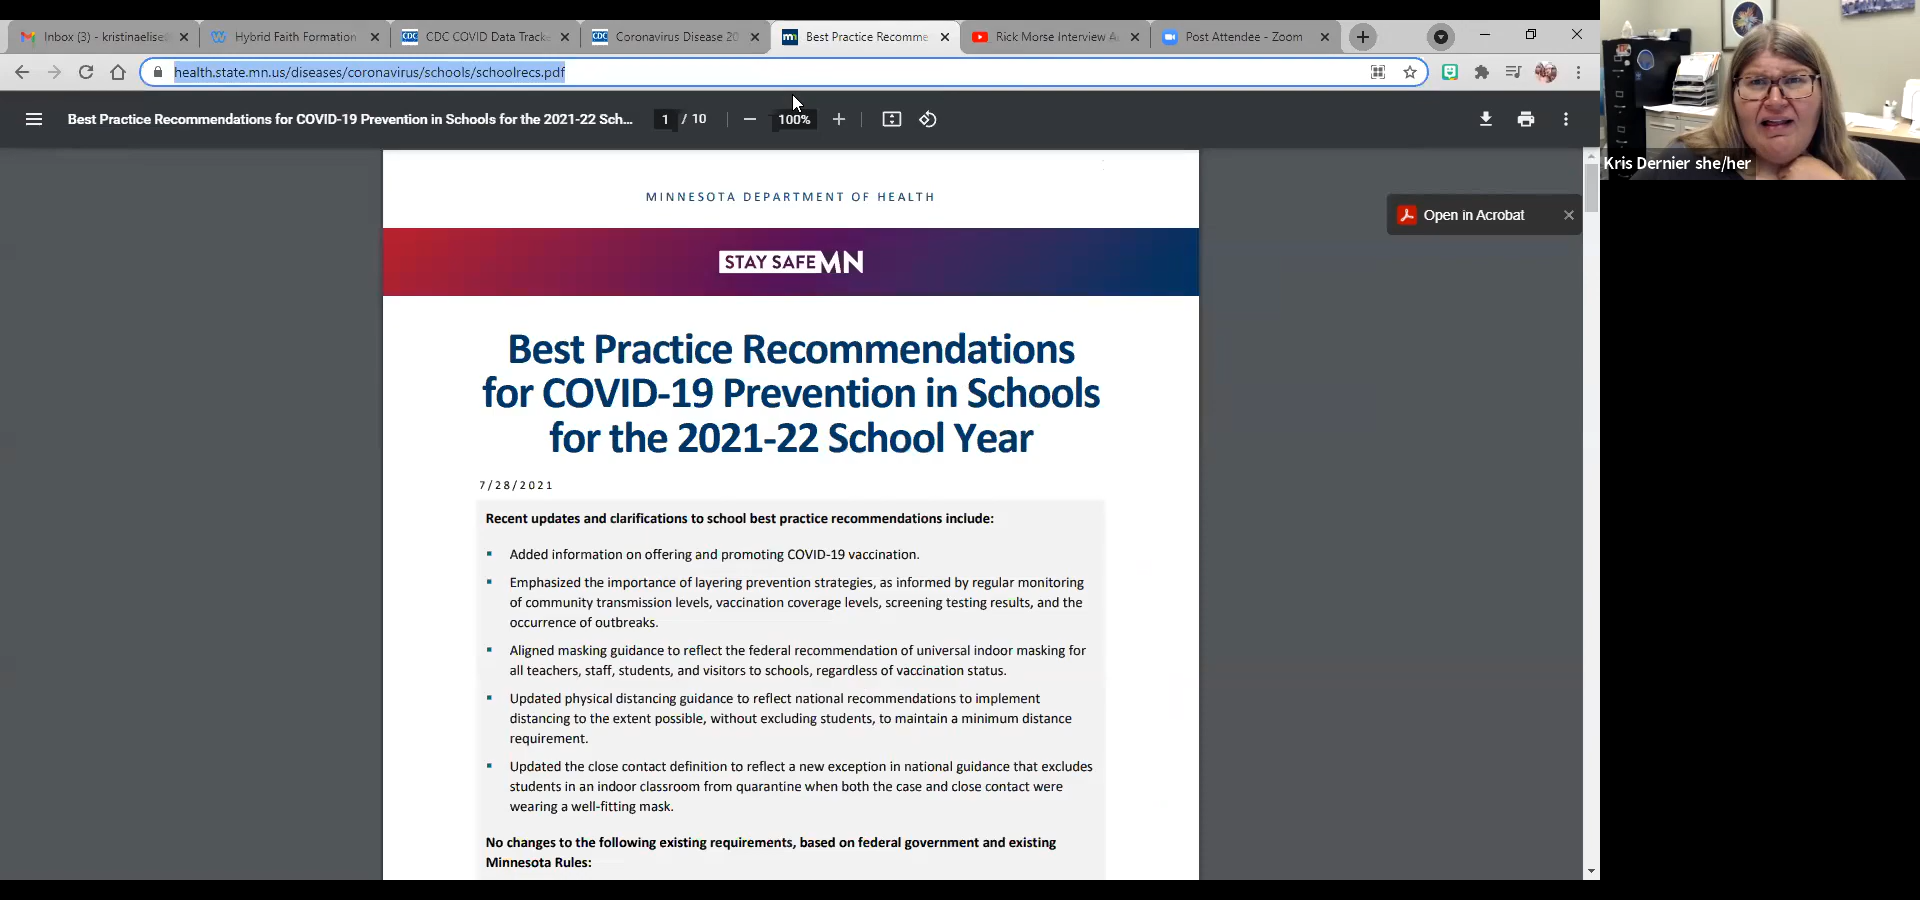 Inbox (3) - kristinaelise
Hybrid Faith Formation
CDC COVID Data Tracke
Coronavirus Disease 20
Best Practice Recomme
Rick Morse Interview A
Post Attendee - Zoom
health.state.mn.us/diseases/coronavirus/schools/schoolrecs.pdf
Best Practice Recommendations for COVID-19 Prevention in Schools for the 2021-22 Sch...
1 / 10
100%
Kris Dernier she/her
Open in Acrobat
MINNESOTA DEPARTMENT OF HEALTH
STAY SAFE MN
Best Practice Recommendations
for COVID-19 Prevention in Schools
for the 2021-22 School Year
7/28/2021
Recent updates and clarifications to school best practice recommendations include:
▪ Added information on offering and promoting COVID-19 vaccination.
▪ Emphasized the importance of layering prevention strategies, as informed by regular monitoring
of community transmission levels, vaccination coverage levels, screening testing results, and the
occurrence of outbreaks.
▪ Aligned masking guidance to reflect the federal recommendation of universal indoor masking for
all teachers, staff, students, and visitors to schools, regardless of vaccination status.
▪ Updated physical distancing guidance to reflect national recommendations to implement
distancing to the extent possible, without excluding students, to maintain a minimum distance
requirement.
▪ Updated the close contact definition to reflect a new exception in national guidance that excludes
students in an indoor classroom from quarantine when both the case and close contact were
wearing a well-fitting mask.
No changes to the following existing requirements, based on federal government and existing
Minnesota Rules: